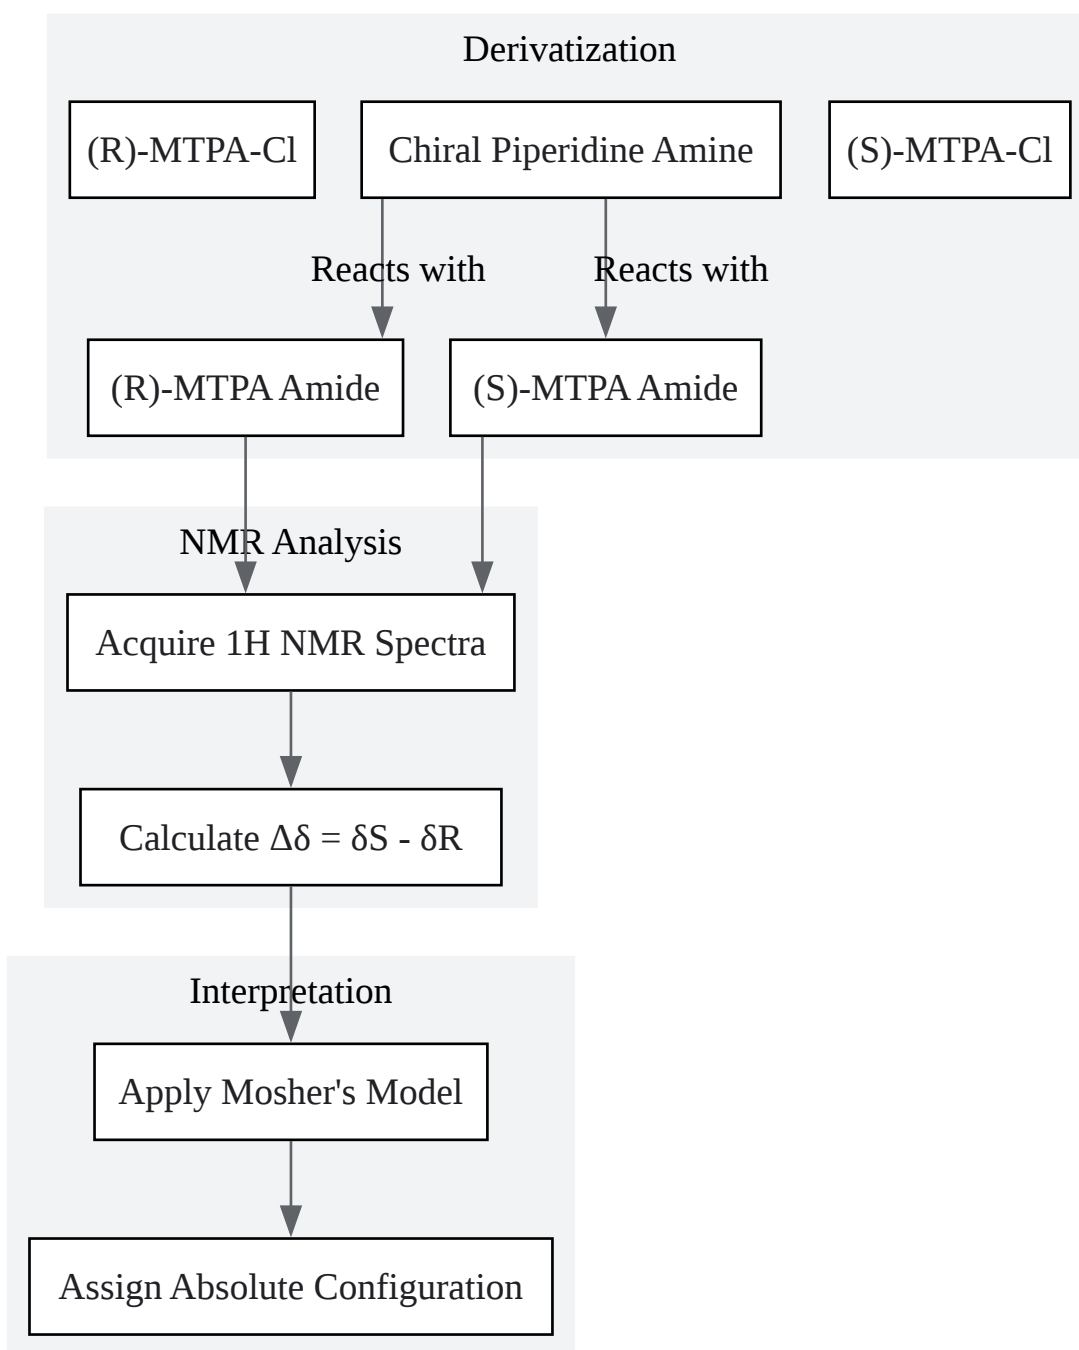 Derivatization
(R)-MTPA-Cl
Chiral Piperidine Amine
(S)-MTPA-Cl
Reacts with
Reacts with
(R)-MTPA Amide
(S)-MTPA Amide
NMR Analysis
Acquire 1H NMR Spectra
Calculate Δδ = δS - δR
Interpretation
Apply Mosher's Model
Assign Absolute Configuration